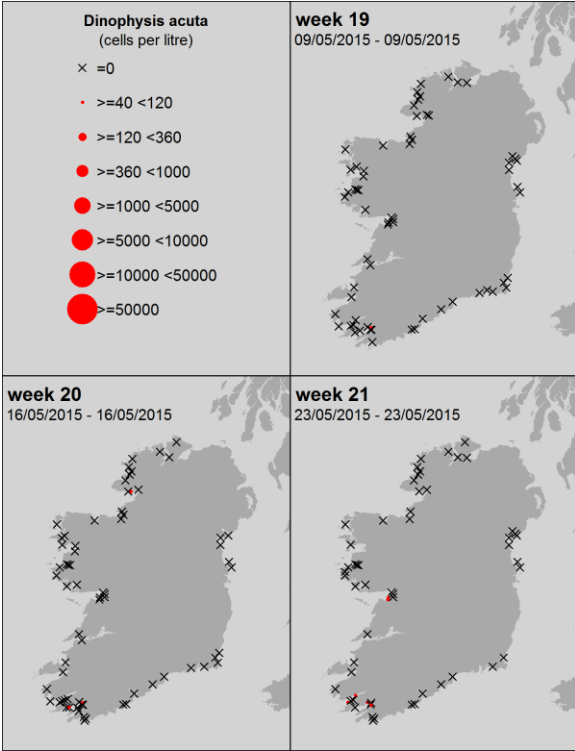 Dinophysis acuta
(cells per litre)
=0
>=40 <120
>=120 <360
>=360 <1000
>=1000 <5000
>=5000 <10000
>=10000 <50000
>=50000
week 19
09/05/2015 - 09/05/2015
week 20
16/05/2015 - 16/05/2015
week 21
23/05/2015 - 23/05/2015